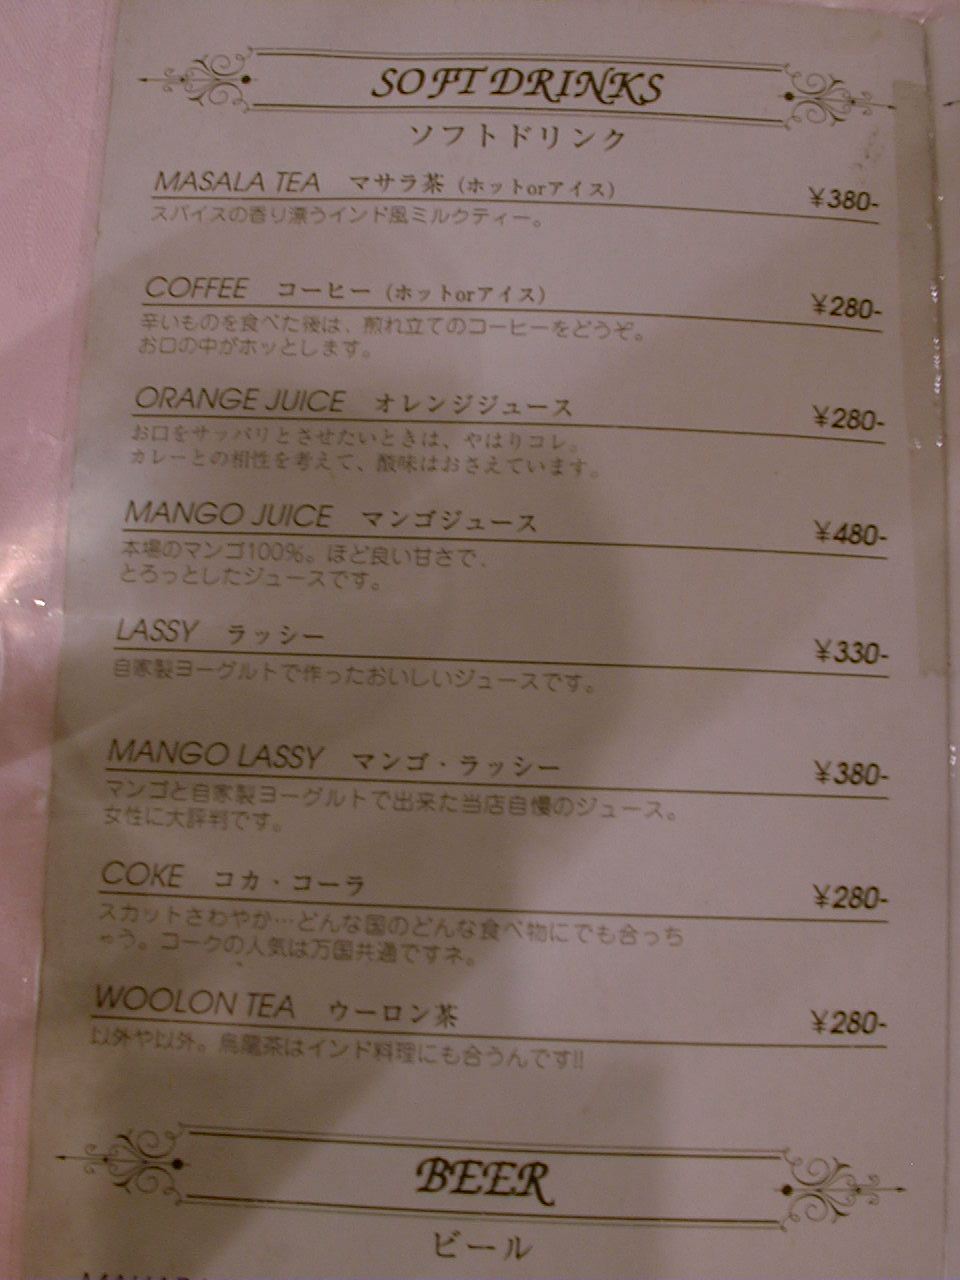 SOFT DRINKS
ソフトドリンク
MASALA TEA マサラ茶 (ホットorアイス) ¥380-
スパイスの香り漂うインド風ミルクティー。
COFFEE コーヒー (ホットorアイス) ¥280-
辛いものを食べた後は、煎れ立てのコーヒーをどうぞ。
お口の中がホッとします。
ORANGE JUICE オレンジジュース ¥280-
お口をサッパリとさせたいときは、やはりコレ。
カレーとの相性を考えて、酸味はおさえています。
MANGO JUICE マンゴジュース ¥480-
本場のマンゴ100%。ほど良い甘さで、
とろっとしたジュースです。
LASSY ラッシー ¥330-
自家製ヨーグルトで作ったおいしいジュースです。
MANGO LASSY マンゴ・ラッシー ¥380-
マンゴと自家製ヨーグルトで出来た当店自慢のジュース。
女性に大評判です。
COKE コカ・コーラ ¥280-
スカットさわやか…どんな国のどんな食べ物にでも合っち
ゃう。コークの人気は万国共通ですネ。
WOOLON TEA ウーロン茶 ¥280-
以外や以外。烏龍茶はインド料理にも合うんです!!
BEER
ビール